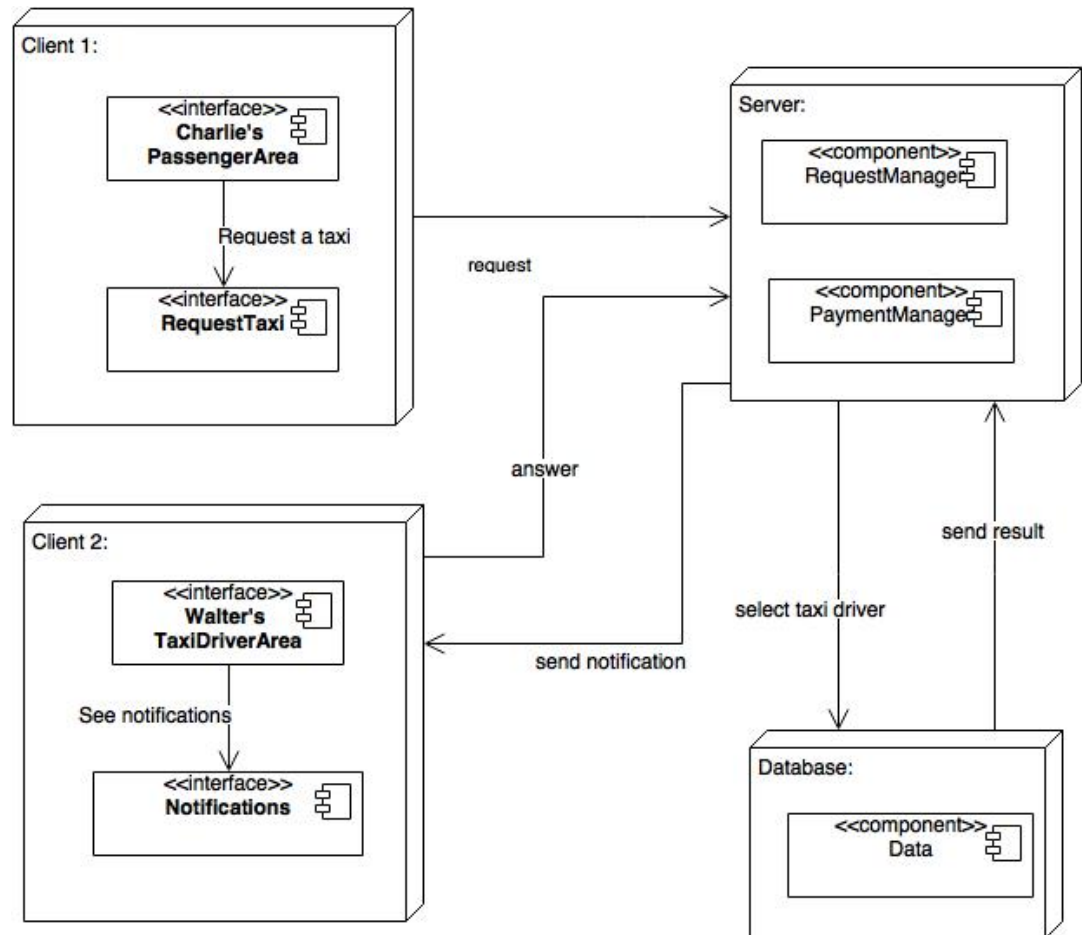 Client 1:
<<interface>>
Charlie's
PassengerArea
Request a taxi
<<interface>>
RequestTaxi
request
Server:
<<component>>
RequestManager
<<component>>
PaymentManager
answer
send notification
select taxi driver
send result
Client 2:
<<interface>>
Walter's
TaxiDriverArea
See notifications
<<interface>>
Notifications
Database:
<<component>>
Data